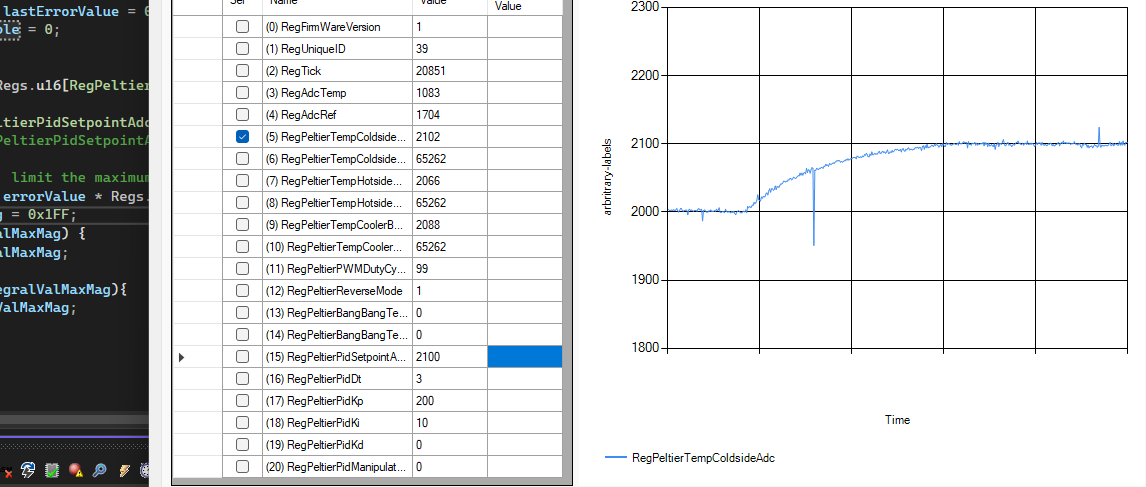 lastErrorValue = 0
ole = 0;
Regs.u16[RegPeltier
ltierPidSetpointAdc
PeltierPidSetpointA
limit the maximum
errorValue * Regs.
g = 0x1FF;
alMaxMag) {
alMaxMag;
egralValMaxMag){
ValMaxMag;
Sel Name Value Value
(0) RegFirmWareVersion 1
(1) RegUniqueID 39
(2) RegTick 20851
(3) RegAdcTemp 1083
(4) RegAdcRef 1704
(5) RegPeltierTempColdside... 2102
(6) RegPeltierTempColdside... 65262
(7) RegPeltierTempHotside... 2066
(8) RegPeltierTempHotside... 65262
(9) RegPeltierTempCoolerB... 2088
(10) RegPeltierTempCooler... 65262
(11) RegPeltierPWMDutyCy... 99
(12) RegPeltierReverseMode 1
(13) RegPeltierBangBangTe... 0
(14) RegPeltierBangBangTe... 0
(15) RegPeltierPidSetpointA... 2100
(16) RegPeltierPidDt 3
(17) RegPeltierPidKp 200
(18) RegPeltierPidKi 10
(19) RegPeltierPidKd 0
(20) RegPeltierPidManipulat... 0
2300
2200
2100
2000
1900
1800
arbritrary-labels
Time
RegPeltierTempColdsideAdc